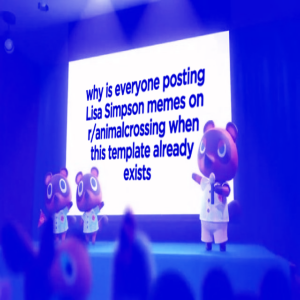 why is everyone posting
Lisa Simpson memes on
r/animalcrossing when
this template already
exists